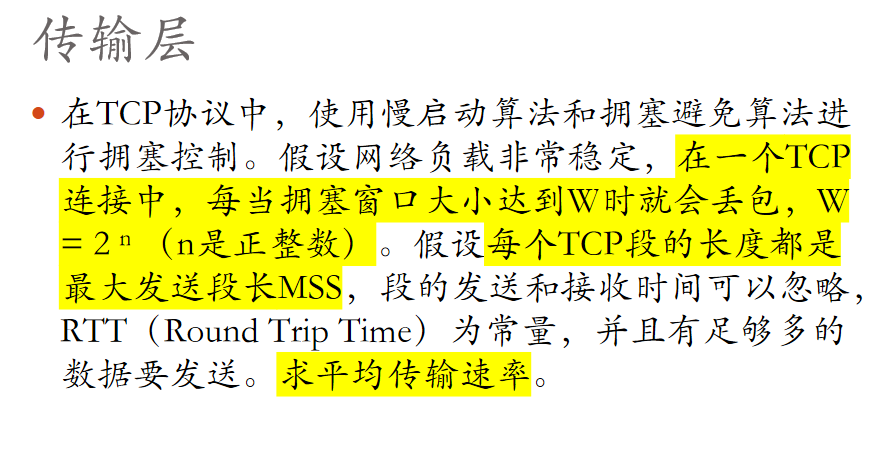 传输层
• 在TCP协议中，使用慢启动算法和拥塞避免算法进
行拥塞控制。假设网络负载非常稳定，在一个TCP
连接中，每当拥塞窗口大小达到W时就会丢包，W
= 2ⁿ（n是正整数）。假设每个TCP段的长度都是
最大发送段长MSS，段的发送和接收时间可以忽略，
RTT（Round Trip Time）为常量，并且有足够多的
数据要发送。求平均传输速率。